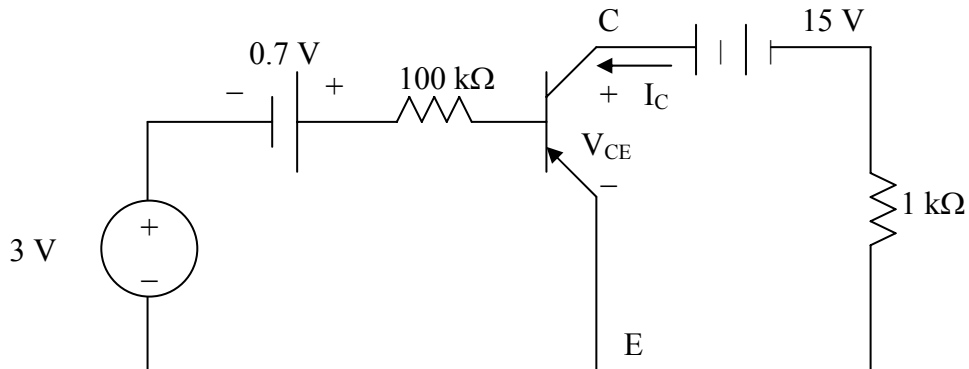 C
15 V
0.7 V
− +
100 kΩ
+ I_C
V_CE
−
+
−
3 V
1 kΩ
E